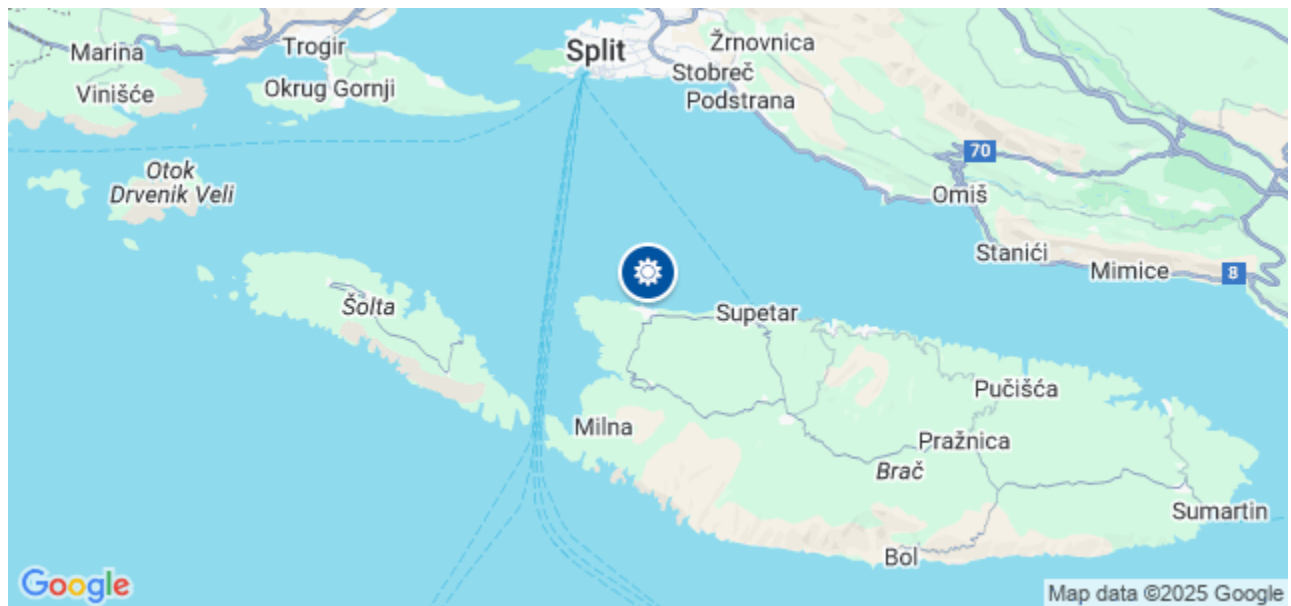 Marina
Trogir
Split
Žrnovnica
Stobreč
Vinišće
Okrug Gornji
Podstrana
70
Otok
Drvenik Veli
Omiš
Stanići
Mimice
8
Šolta
Supetar
Pučišća
Milna
Pražnica
Brač
Sumartin
Bol
Google
Map data ©2025 Google